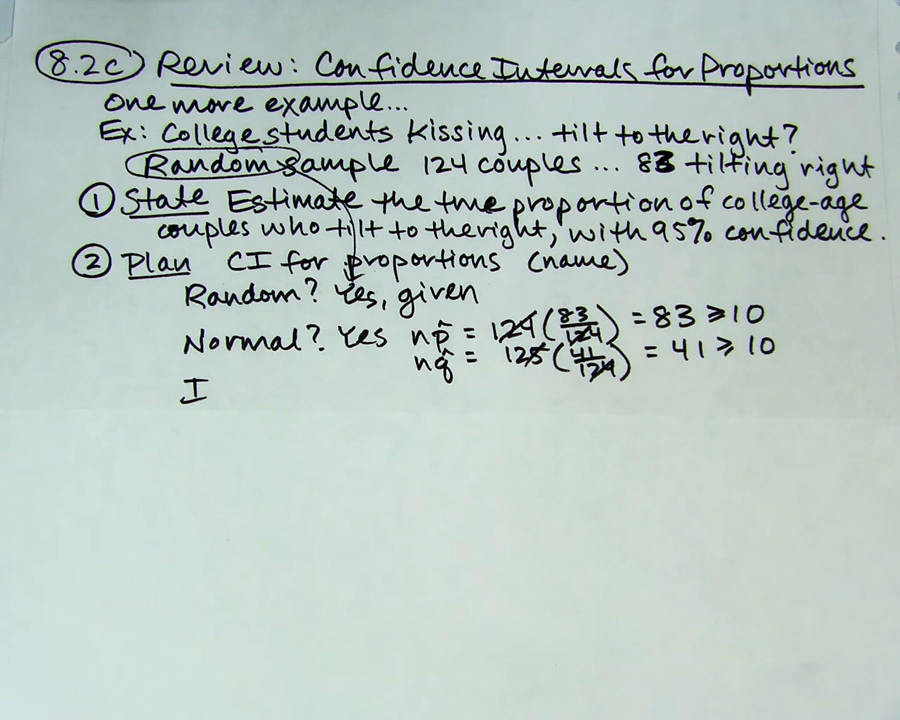 8.2c Review: Confidence Intervals for Proportions
One more example...
Ex: College students kissing... tilt to the right?
Random sample 124 couples... 83 tilting right
① State Estimate the true proportion of college-age
couples who tilt to the right, with 95% confidence.
② Plan CI for proportions (name)
Random? Yes, given
Normal? Yes np̂ = 124(83/124) = 83 ≥ 10
nq̂ = 125(41/124) = 41 ≥ 10
I